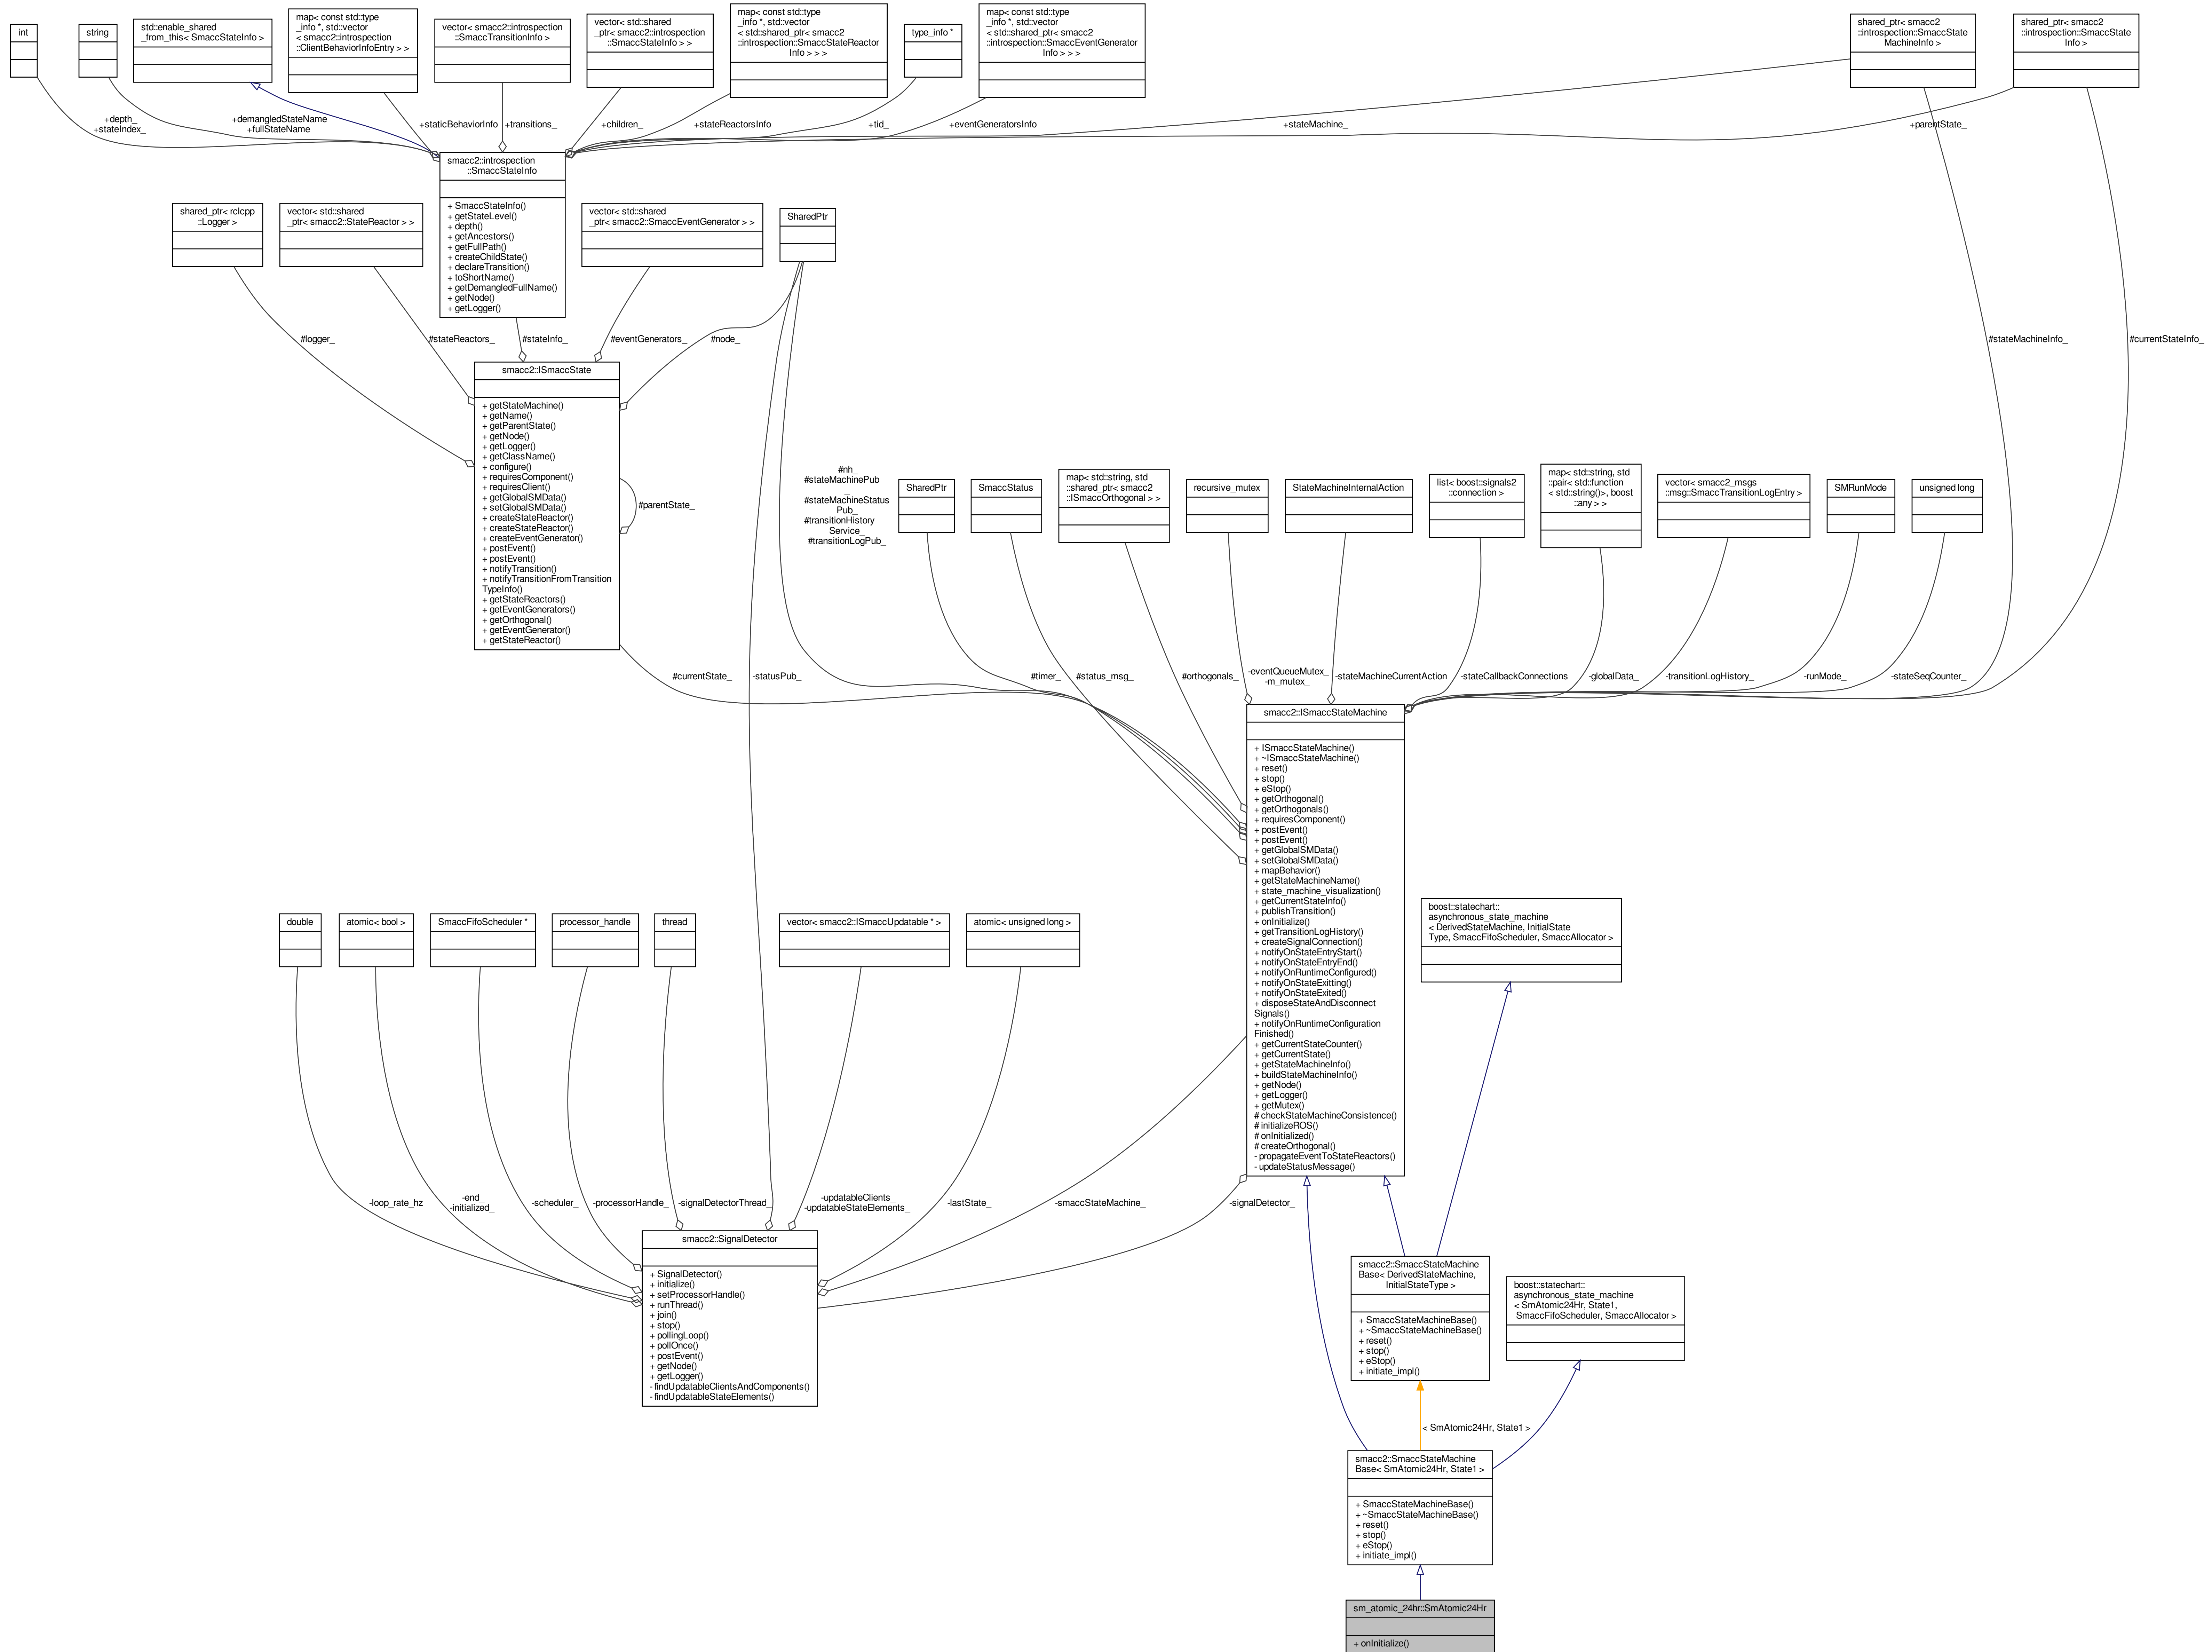 int
string
std::enable_shared
_from_this< SmaccStateInfo >
map< const std::type
_info *, std::vector
< smacc2::introspection
::ClientBehaviorInfoEntry > >
vector< smacc2::introspection
::SmaccTransitionInfo >
vector< std::shared
_ptr< smacc2::introspection
::SmaccStateInfo > >
map< const std::type
_info *, std::vector
< std::shared_ptr< smacc2
::introspection::SmaccStateReactor
Info > > >
type_info *
map< const std::type
_info *, std::vector
< std::shared_ptr< smacc2
::introspection::SmaccEventGenerator
Info > > >
shared_ptr< smacc2
::introspection::SmaccState
MachineInfo >
shared_ptr< smacc2
::introspection::SmaccState
Info >
+depth_
+stateIndex_
+demangledStateName
+fullStateName
+staticBehaviorInfo
+transitions_
+children_
+stateReactorsInfo
+tid_
+eventGeneratorsInfo
+stateMachine_
+parentState_
smacc2::introspection
::SmaccStateInfo
+ SmaccStateInfo()
+ getStateLevel()
+ depth()
+ getAncestors()
+ getFullPath()
+ createChildState()
+ declareTransition()
+ toShortName()
+ getDemangledFullName()
+ getNode()
+ getLogger()
shared_ptr< rclcpp
::Logger >
vector< std::shared
_ptr< smacc2::StateReactor > >
vector< std::shared
_ptr< smacc2::SmaccEventGenerator > >
SharedPtr
#logger_
#stateReactors_
#stateInfo_
#eventGenerators_
#node_
#stateMachineInfo_
#currentStateInfo_
smacc2::ISmaccState
+ getStateMachine()
+ getName()
+ getParentState()
+ getNode()
+ getLogger()
+ getClassName()
+ configure()
+ requiresComponent()
+ requiresClient()
+ getGlobalSMData()
+ setGlobalSMData()
+ createStateReactor()
+ createStateReactor()
+ createEventGenerator()
+ postEvent()
+ postEvent()
+ notifyTransition()
+ notifyTransitionFromTransition
TypeInfo()
+ getStateReactors()
+ getEventGenerators()
+ getOrthogonal()
+ getEventGenerator()
+ getStateReactor()
#parentState_
#nh_
#stateMachinePub
_
#stateMachineStatus
Pub_
#transitionHistory
Service_
#transitionLogPub_
SharedPtr
SmaccStatus
map< std::string, std
::shared_ptr< smacc2
::ISmaccOrthogonal > >
recursive_mutex
StateMachineInternalAction
list< boost::signals2
::connection >
map< std::string, std
::pair< std::function
< std::string()>, boost
::any > >
vector< smacc2_msgs
::msg::SmaccTransitionLogEntry >
SMRunMode
unsigned long
#currentState_
-statusPub_
#timer_
#status_msg_
#orthogonals_
-eventQueueMutex_
-m_mutex_
-stateMachineCurrentAction
-stateCallbackConnections
-globalData_
-transitionLogHistory_
-runMode_
-stateSeqCounter_
smacc2::ISmaccStateMachine
+ ISmaccStateMachine()
+ ~ISmaccStateMachine()
+ reset()
+ stop()
+ eStop()
+ getOrthogonal()
+ getOrthogonals()
+ requiresComponent()
+ postEvent()
+ postEvent()
+ getGlobalSMData()
+ setGlobalSMData()
+ mapBehavior()
+ getStateMachineName()
+ state_machine_visualization()
+ getCurrentStateInfo()
+ publishTransition()
+ onInitialize()
+ getTransitionLogHistory()
+ createSignalConnection()
+ notifyOnStateEntryStart()
+ notifyOnStateEntryEnd()
+ notifyOnRuntimeConfigured()
+ notifyOnStateExitting()
+ notifyOnStateExited()
+ disposeStateAndDisconnect
Signals()
+ notifyOnRuntimeConfiguration
Finished()
+ getCurrentStateCounter()
+ getCurrentState()
+ getStateMachineInfo()
+ buildStateMachineInfo()
+ getNode()
+ getLogger()
+ getMutex()
# checkStateMachineConsistence()
# initializeROS()
# onInitialized()
# createOrthogonal()
- propagateEventToStateReactors()
- updateStatusMessage()
boost::statechart::
asynchronous_state_machine
< DerivedStateMachine, InitialState
Type, SmaccFifoScheduler, SmaccAllocator >
double
atomic< bool >
SmaccFifoScheduler *
processor_handle
thread
vector< smacc2::ISmaccUpdatable * >
atomic< unsigned long >
-loop_rate_hz
-end_
-initialized_
-scheduler_
-processorHandle_
-signalDetectorThread_
-updatableClients_
-updatableStateElements_
-lastState_
-smaccStateMachine_
-signalDetector_
smacc2::SignalDetector
+ SignalDetector()
+ initialize()
+ setProcessorHandle()
+ runThread()
+ join()
+ stop()
+ pollingLoop()
+ pollOnce()
+ postEvent()
+ getNode()
+ getLogger()
- findUpdatableClientsAndComponents()
- findUpdatableStateElements()
smacc2::SmaccStateMachine
Base< DerivedStateMachine,
InitialStateType >
+ SmaccStateMachineBase()
+ ~SmaccStateMachineBase()
+ reset()
+ stop()
+ eStop()
+ initiate_impl()
boost::statechart::
asynchronous_state_machine
< SmAtomic24Hr, State1,
SmaccFifoScheduler, SmaccAllocator >
< SmAtomic24Hr, State1 >
smacc2::SmaccStateMachine
Base< SmAtomic24Hr, State1 >
+ SmaccStateMachineBase()
+ ~SmaccStateMachineBase()
+ reset()
+ stop()
+ eStop()
+ initiate_impl()
sm_atomic_24hr::SmAtomic24Hr
+ onInitialize()